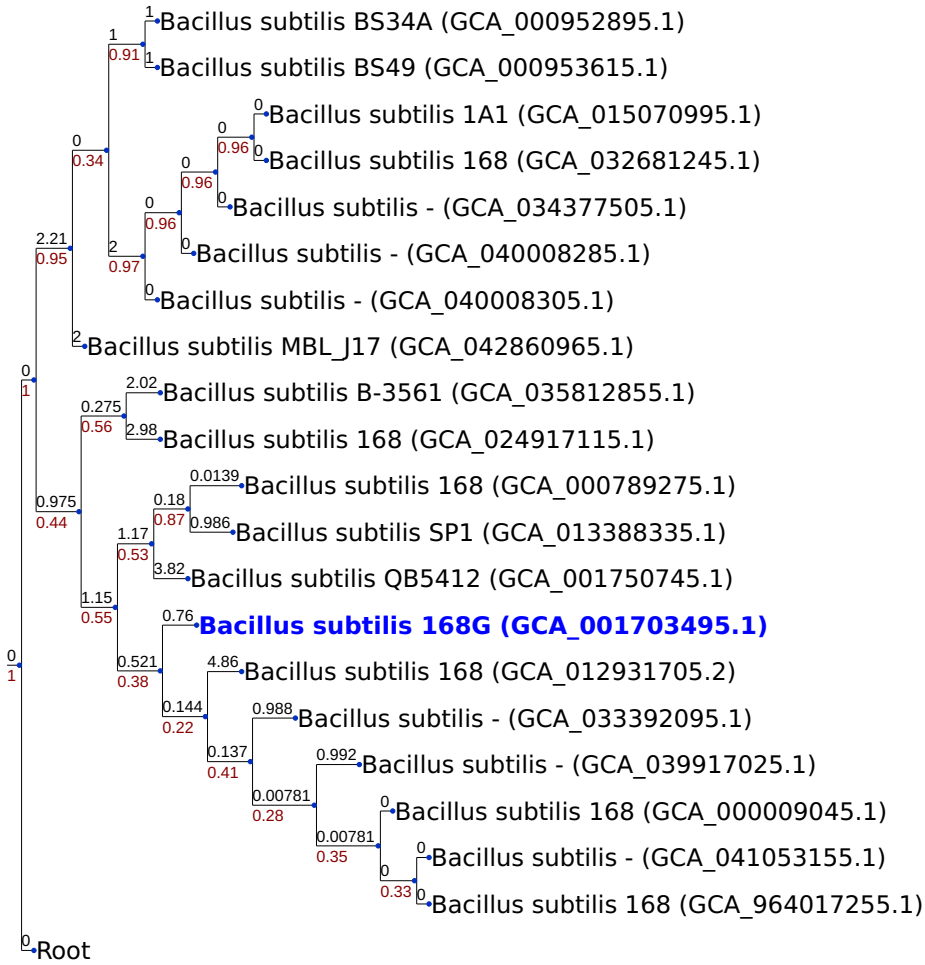 1
Bacillus subtilis BS34A (GCA_000952895.1)
1
0.91
1
Bacillus subtilis BS49 (GCA_000953615.1)
0
Bacillus subtilis 1A1 (GCA_015070995.1)
0
0.96
0
0.34
0
Bacillus subtilis 168 (GCA_032681245.1)
0
0.96
0
Bacillus subtilis - (GCA_034377505.1)
0
0.96
2.21
0.95
0
Bacillus subtilis - (GCA_040008285.1)
2
0.97
0
Bacillus subtilis - (GCA_040008305.1)
2
Bacillus subtilis MBL_J17 (GCA_042860965.1)
0
1
2.02
Bacillus subtilis B-3561 (GCA_035812855.1)
0.275
0.56
2.98
Bacillus subtilis 168 (GCA_024917115.1)
0.0139
Bacillus subtilis 168 (GCA_000789275.1)
0.975
0.44
0.18
0.87
0.986
Bacillus subtilis SP1 (GCA_013388335.1)
1.17
0.53
3.82
Bacillus subtilis QB5412 (GCA_001750745.1)
1.15
0.55
0.76
Bacillus subtilis 168G (GCA_001703495.1)
0
1
0.521
0.38
4.86
Bacillus subtilis 168 (GCA_012931705.2)
0.144
0.22
0.988
Bacillus subtilis - (GCA_033392095.1)
0.137
0.41
0.992
Bacillus subtilis - (GCA_039917025.1)
0.00781
0.28
0
Bacillus subtilis 168 (GCA_000009045.1)
0.00781
0.35
0
Bacillus subtilis - (GCA_041053155.1)
0
0.33
0
Bacillus subtilis 168 (GCA_964017255.1)
0
Root